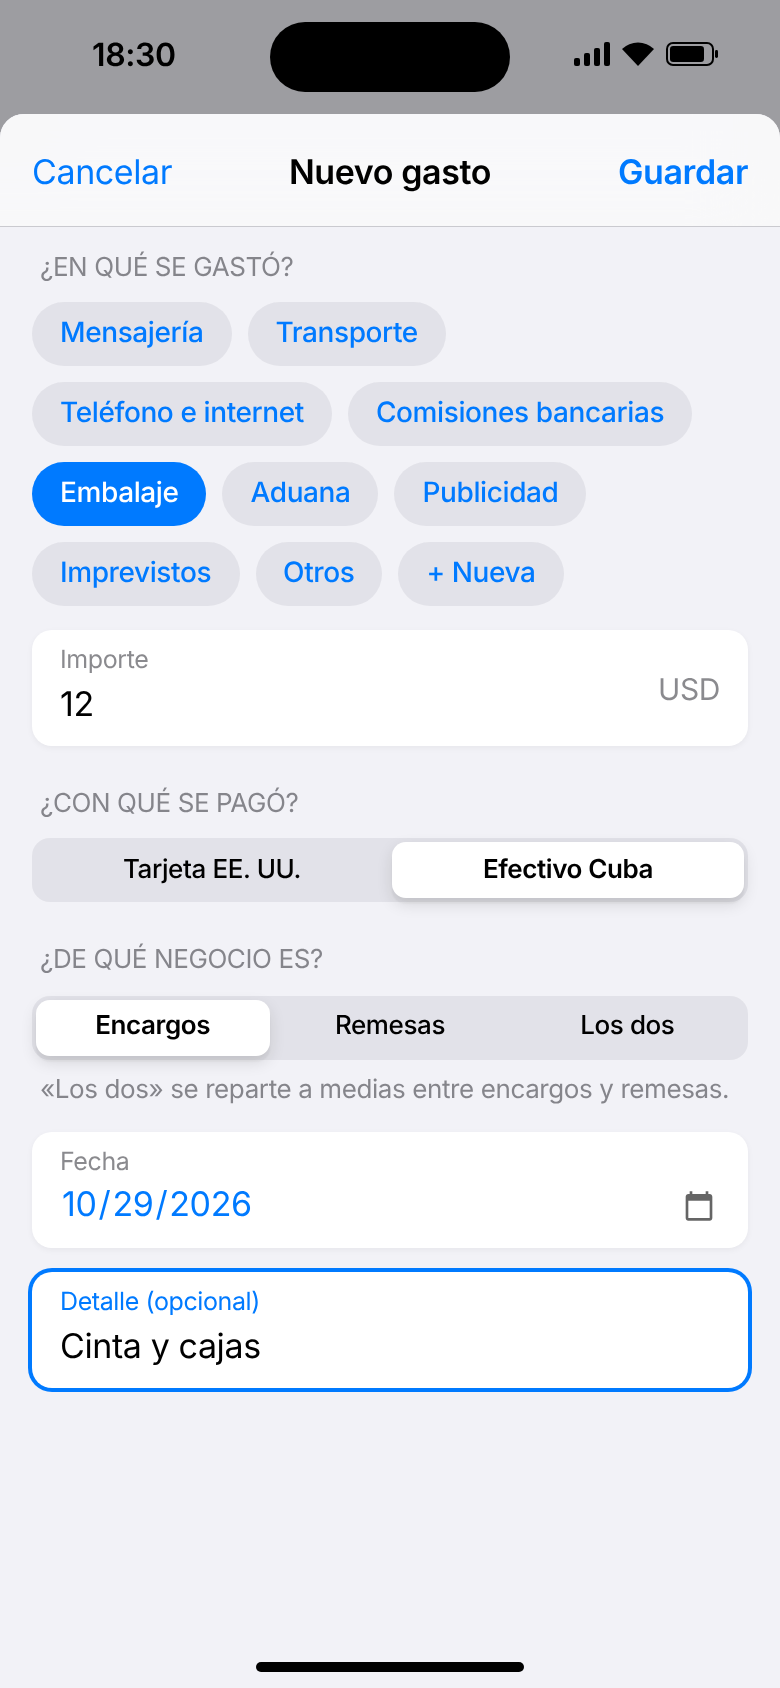 18:30
Cancelar Nuevo gasto Guardar
¿EN QUÉ SE GASTÓ?
Mensajería Transporte
Teléfono e internet Comisiones bancarias
Embalaje Aduana Publicidad
Imprevistos Otros + Nueva
Importe
12 USD
¿CON QUÉ SE PAGÓ?
Tarjeta EE. UU. Efectivo Cuba
¿DE QUÉ NEGOCIO ES?
Encargos Remesas Los dos
«Los dos» se reparte a medias entre encargos y remesas.
Fecha
10/29/2026
Detalle (opcional)
Cinta y cajas